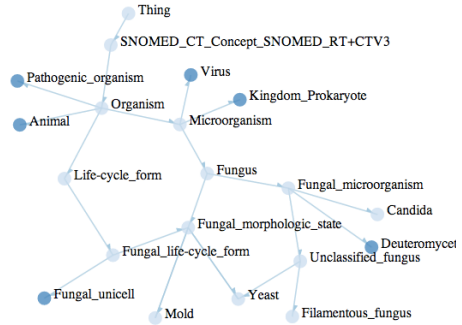 Thing
SNOMED_CT_Concept_SNOMED_RT+CTV3
Pathogenic_organism
Virus
Kingdom_Prokaryote
Organism
Animal
Microorganism
Life-cycle_form
Fungus
Fungal_microorganism
Candida
Fungal_morphologic_state
Deuteromycet
Fungal_life-cycle_form
Unclassified_fungus
Fungal_unicell
Yeast
Mold
Filamentous_fungus